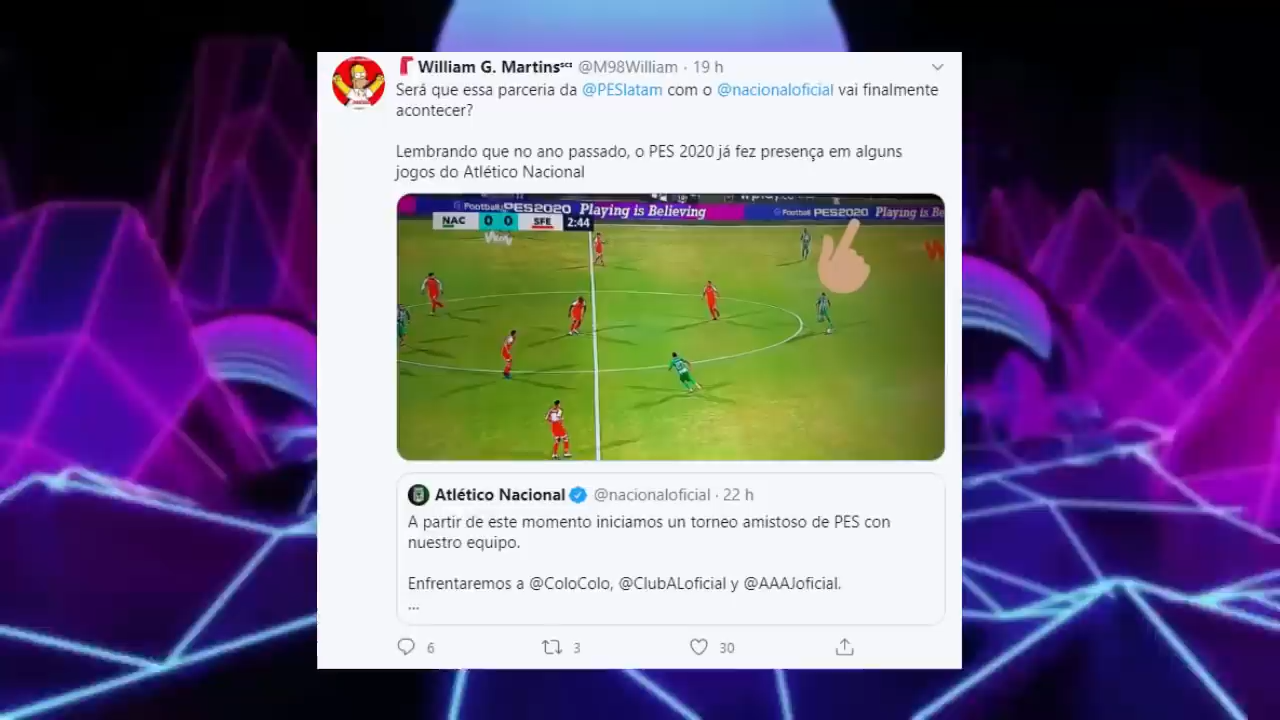 William G. Martins @M98William · 19 h
Será que essa parceria da @PESlatam com o @nacionaloficial vai finalmente
acontecer?
Lembrando que no ano passado, o PES 2020 já fez presença em alguns
jogos do Atlético Nacional
Football PES2020 Playing is Believing Football PES2020 Playing is Be
NAC 0 0 SFE 2:44
Atlético Nacional @nacionaloficial · 22 h
A partir de este momento iniciamos un torneo amistoso de PES con
nuestro equipo.
Enfrentaremos a @ColoColo, @ClubALoficial y @AAAJoficial.
...
6 3 30